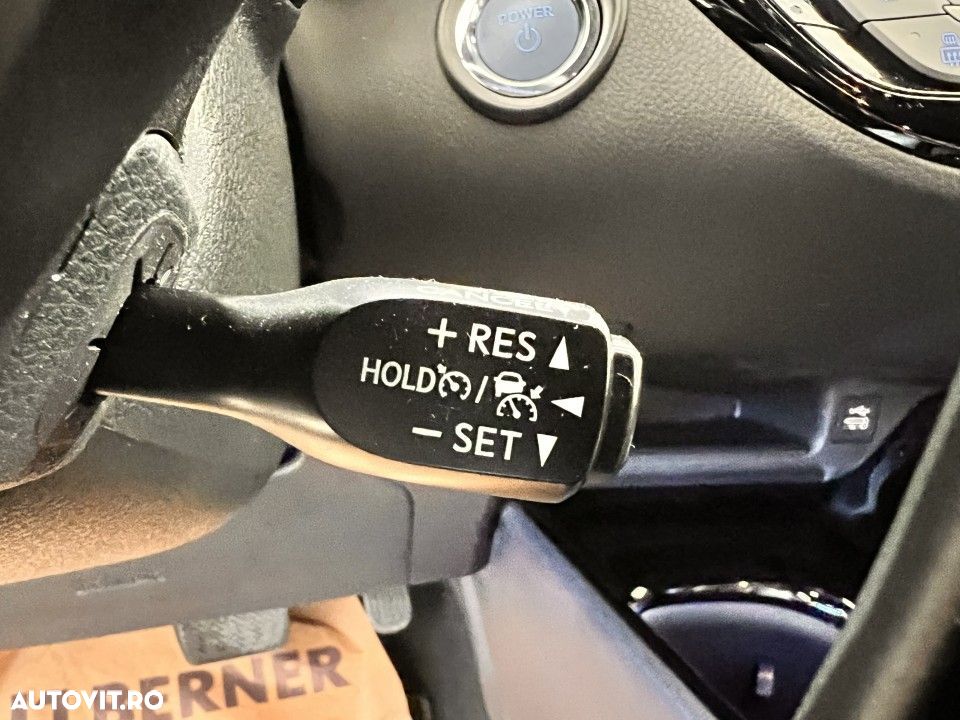 POWER
CANCEL
+ RES ▲
HOLD / ◀
- SET ▼
BERNER
AUTOVIT.RO